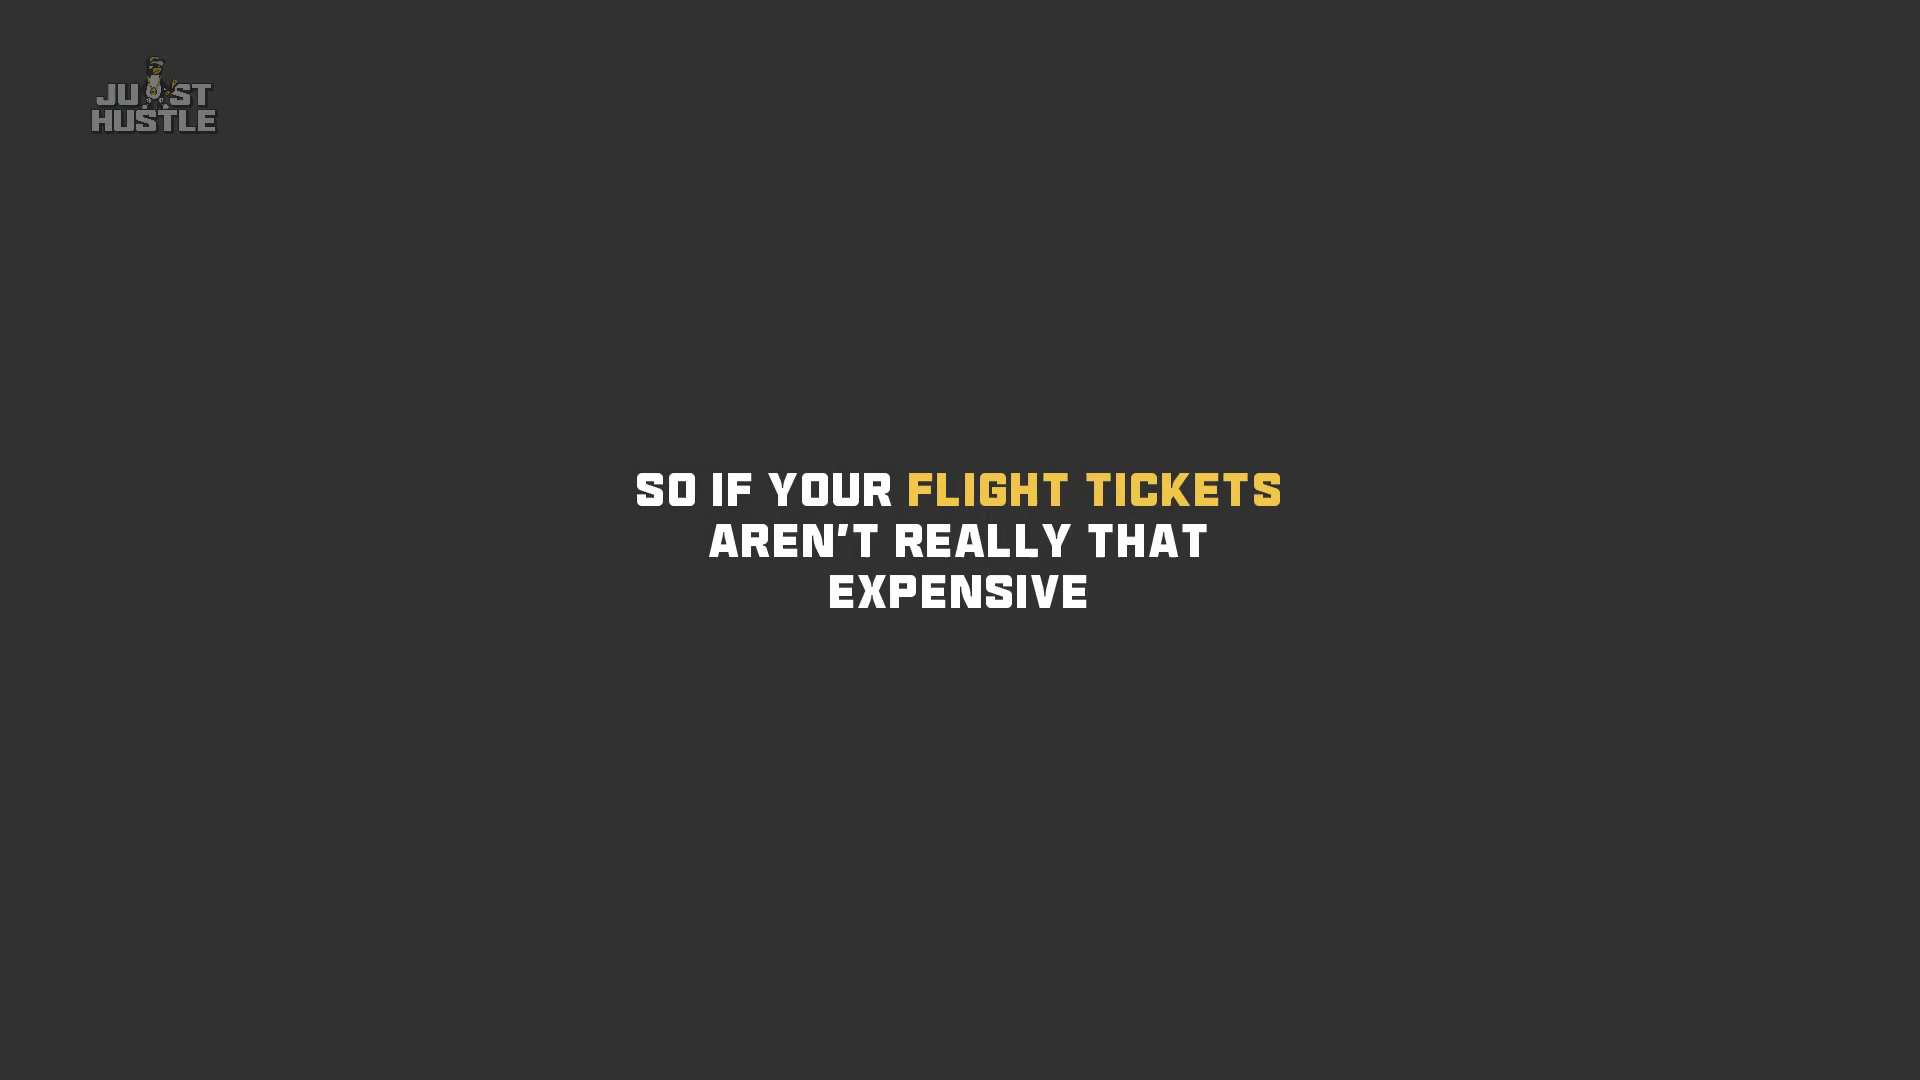 JUST
HUSTLE
SO IF YOUR FLIGHT TICKETS
AREN'T REALLY THAT
EXPENSIVE